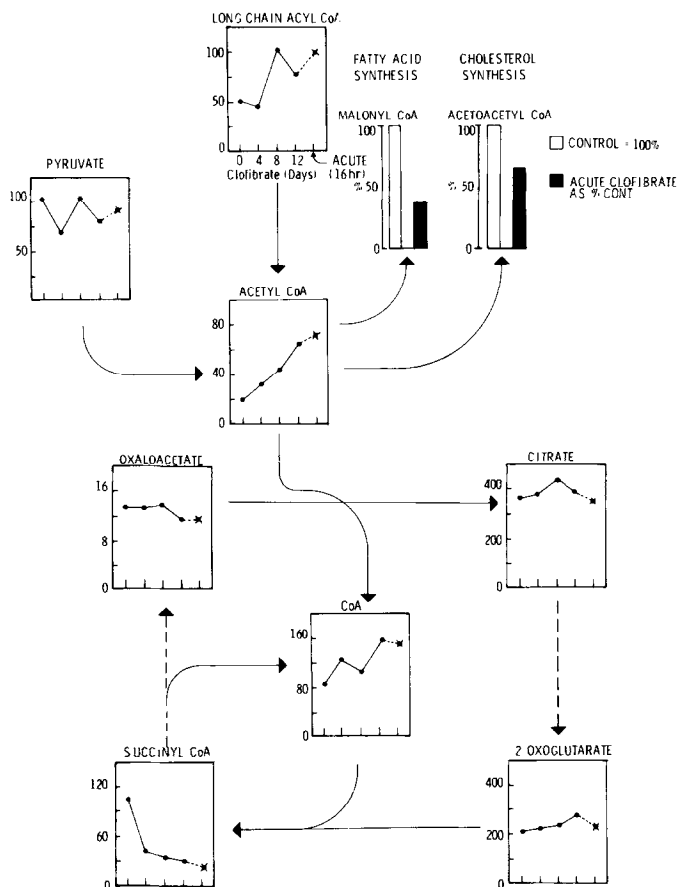 LONG CHAIN ACYL CoA
100
50
0
0 4 8 12
ACUTE
Clofibrate (Days) (16hr)
FATTY ACID
SYNTHESIS
MALONYL CoA
100
%
50
0
CHOLESTEROL
SYNTHESIS
ACETOACETYL CoA
100
%
50
0
CONTROL = 100%
ACUTE CLOFIBRATE
AS % CONT
PYRUVATE
100
50
ACETYL CoA
80
40
0
OXALOACETATE
16
8
0
CITRATE
400
200
0
CoA
160
80
0
SUCCINYL CoA
120
60
0
2 OXOGLUTARATE
400
200
0